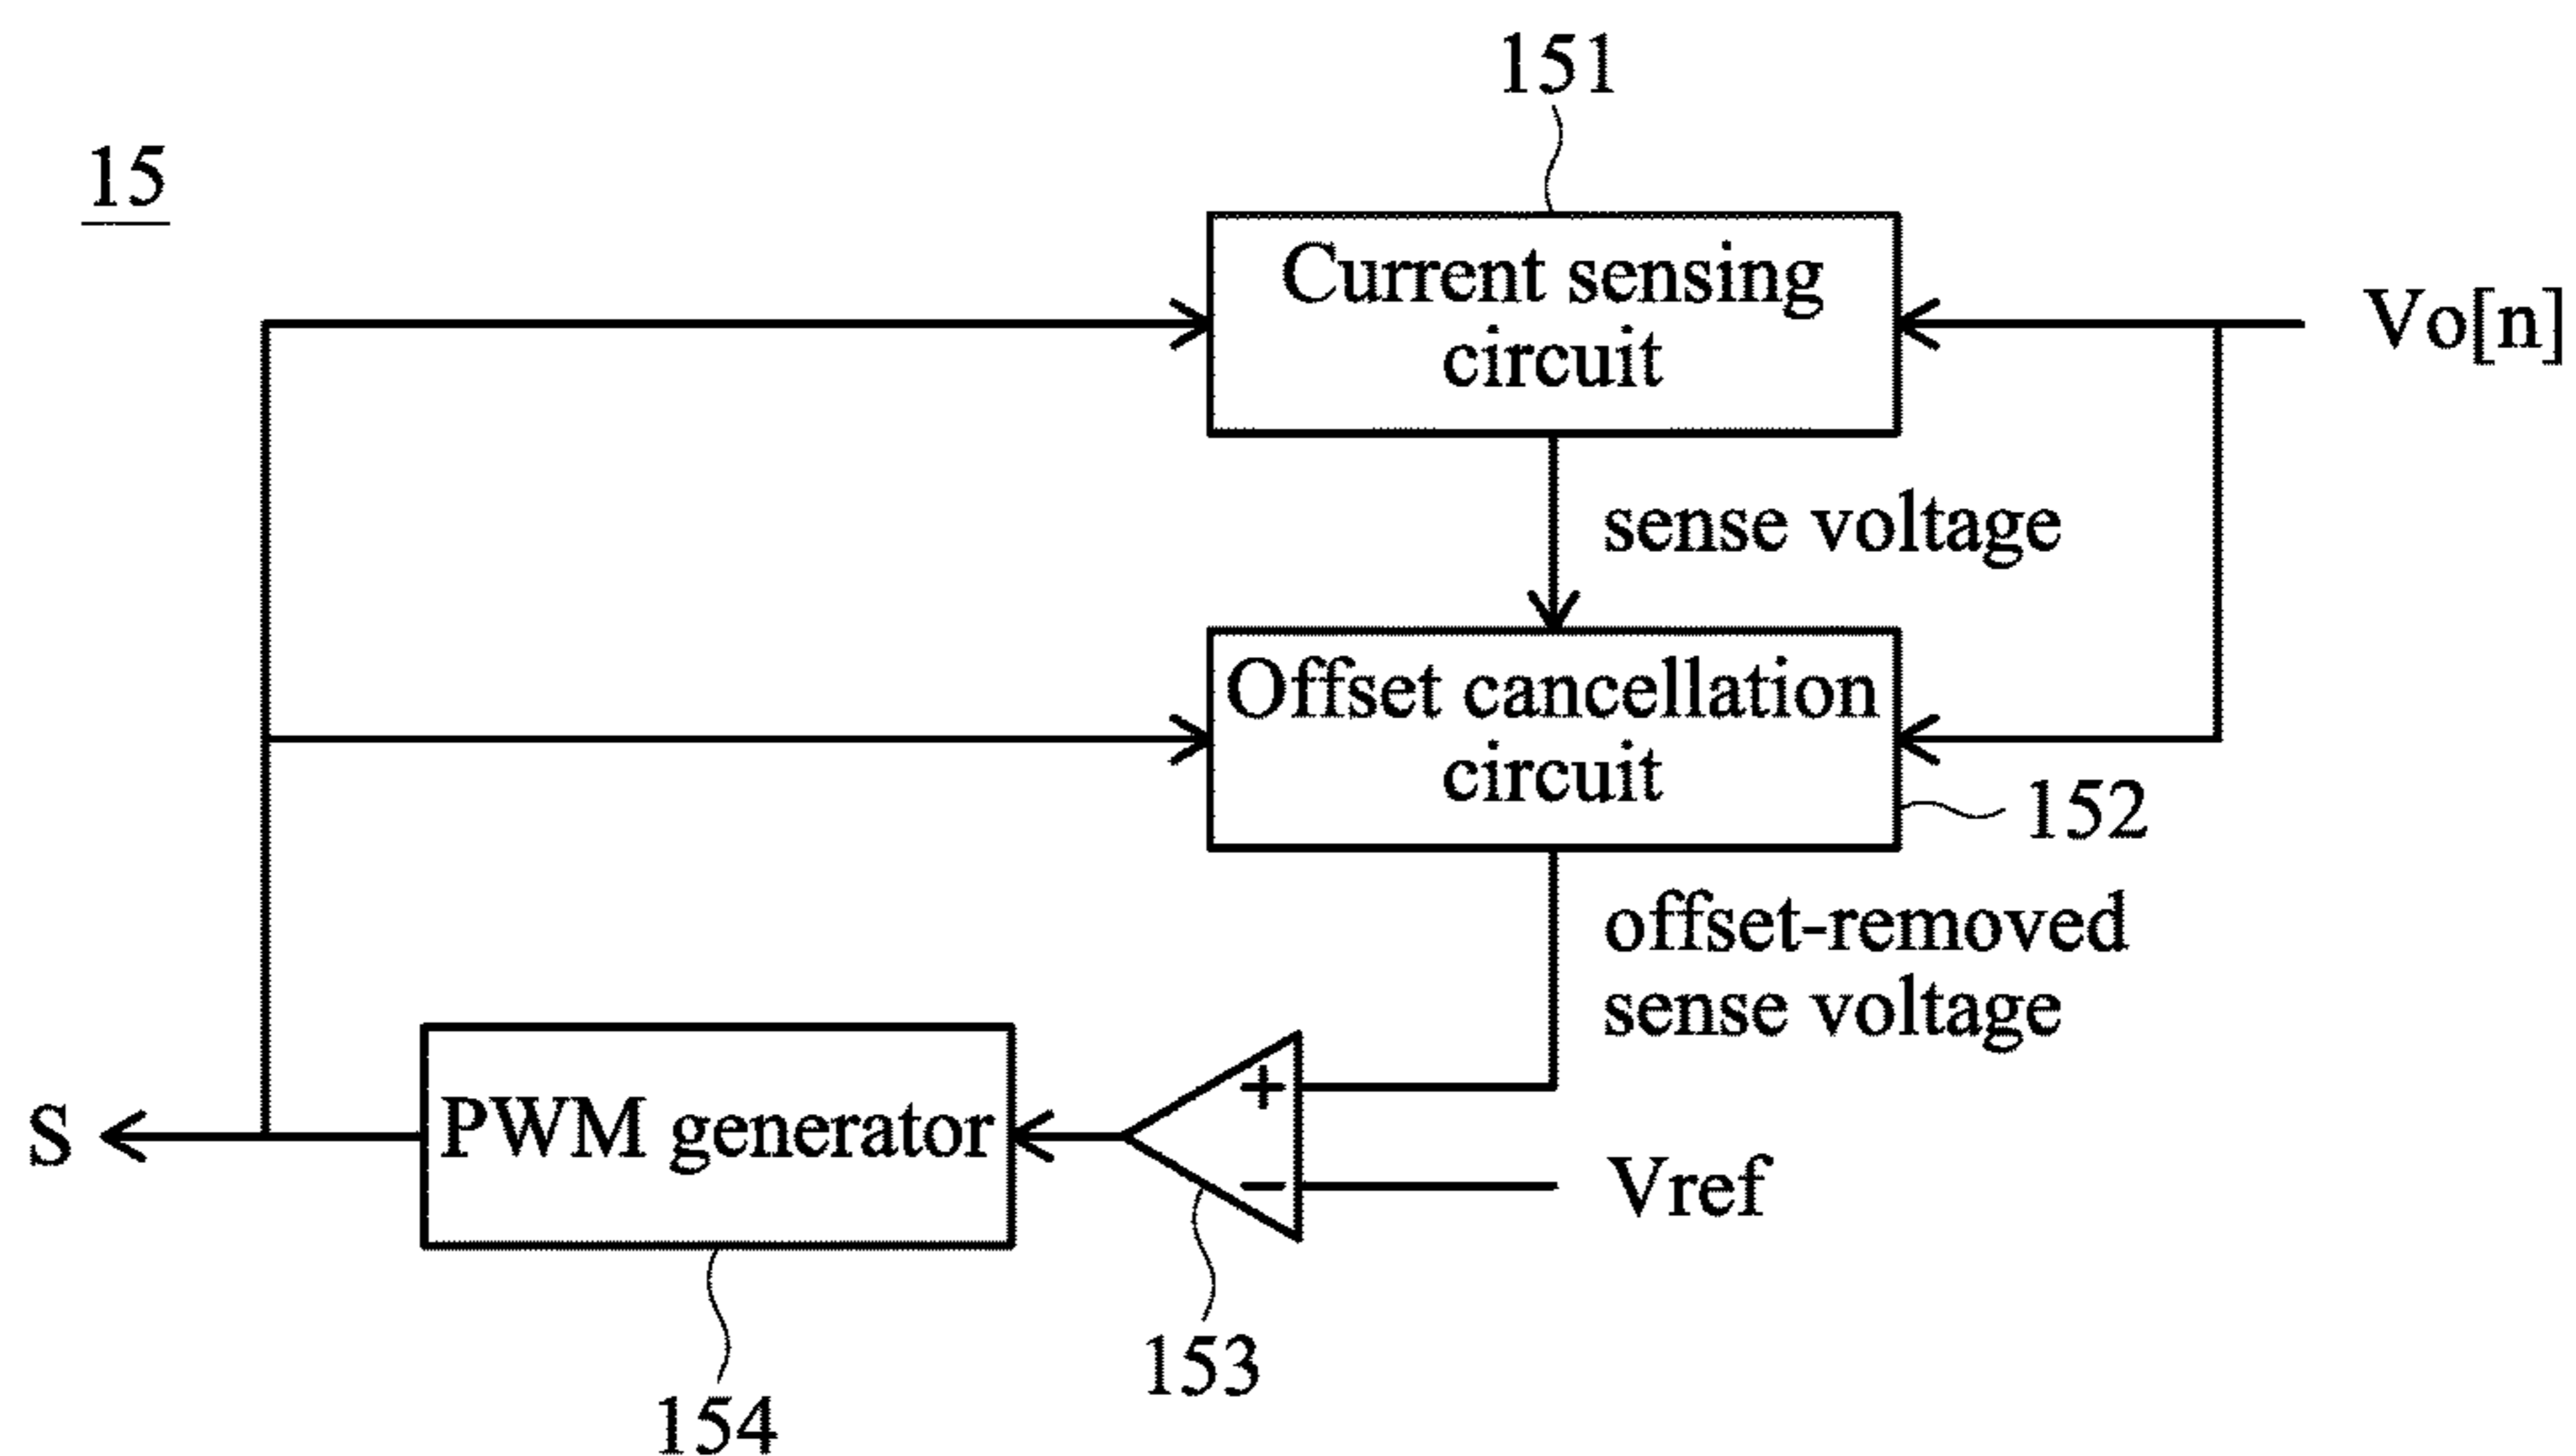 151
15
Current sensing
circuit
Vo[n]
sense voltage
Offset cancellation
circuit
152
offset-removed
sense voltage
+
S
PWM generator
−
Vref
153
154